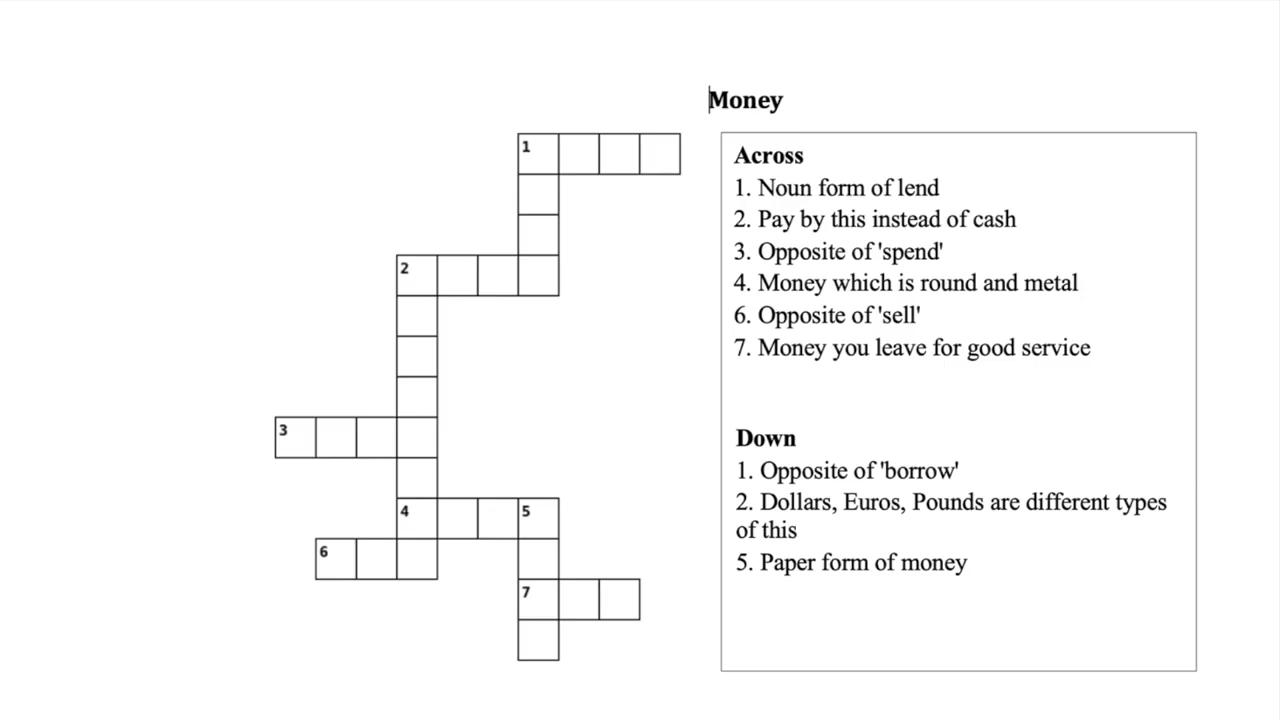 Money
1
2
3
4
5
6
7
Across
1. Noun form of lend
2. Pay by this instead of cash
3. Opposite of 'spend'
4. Money which is round and metal
6. Opposite of 'sell'
7. Money you leave for good service
Down
1. Opposite of 'borrow'
2. Dollars, Euros, Pounds are different types
of this
5. Paper form of money